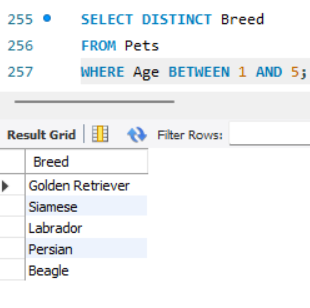 255 SELECT DISTINCT Breed
256 FROM Pets
257 WHERE Age BETWEEN 1 AND 5;
Result Grid Filter Rows:
Breed
Golden Retriever
Siamese
Labrador
Persian
Beagle